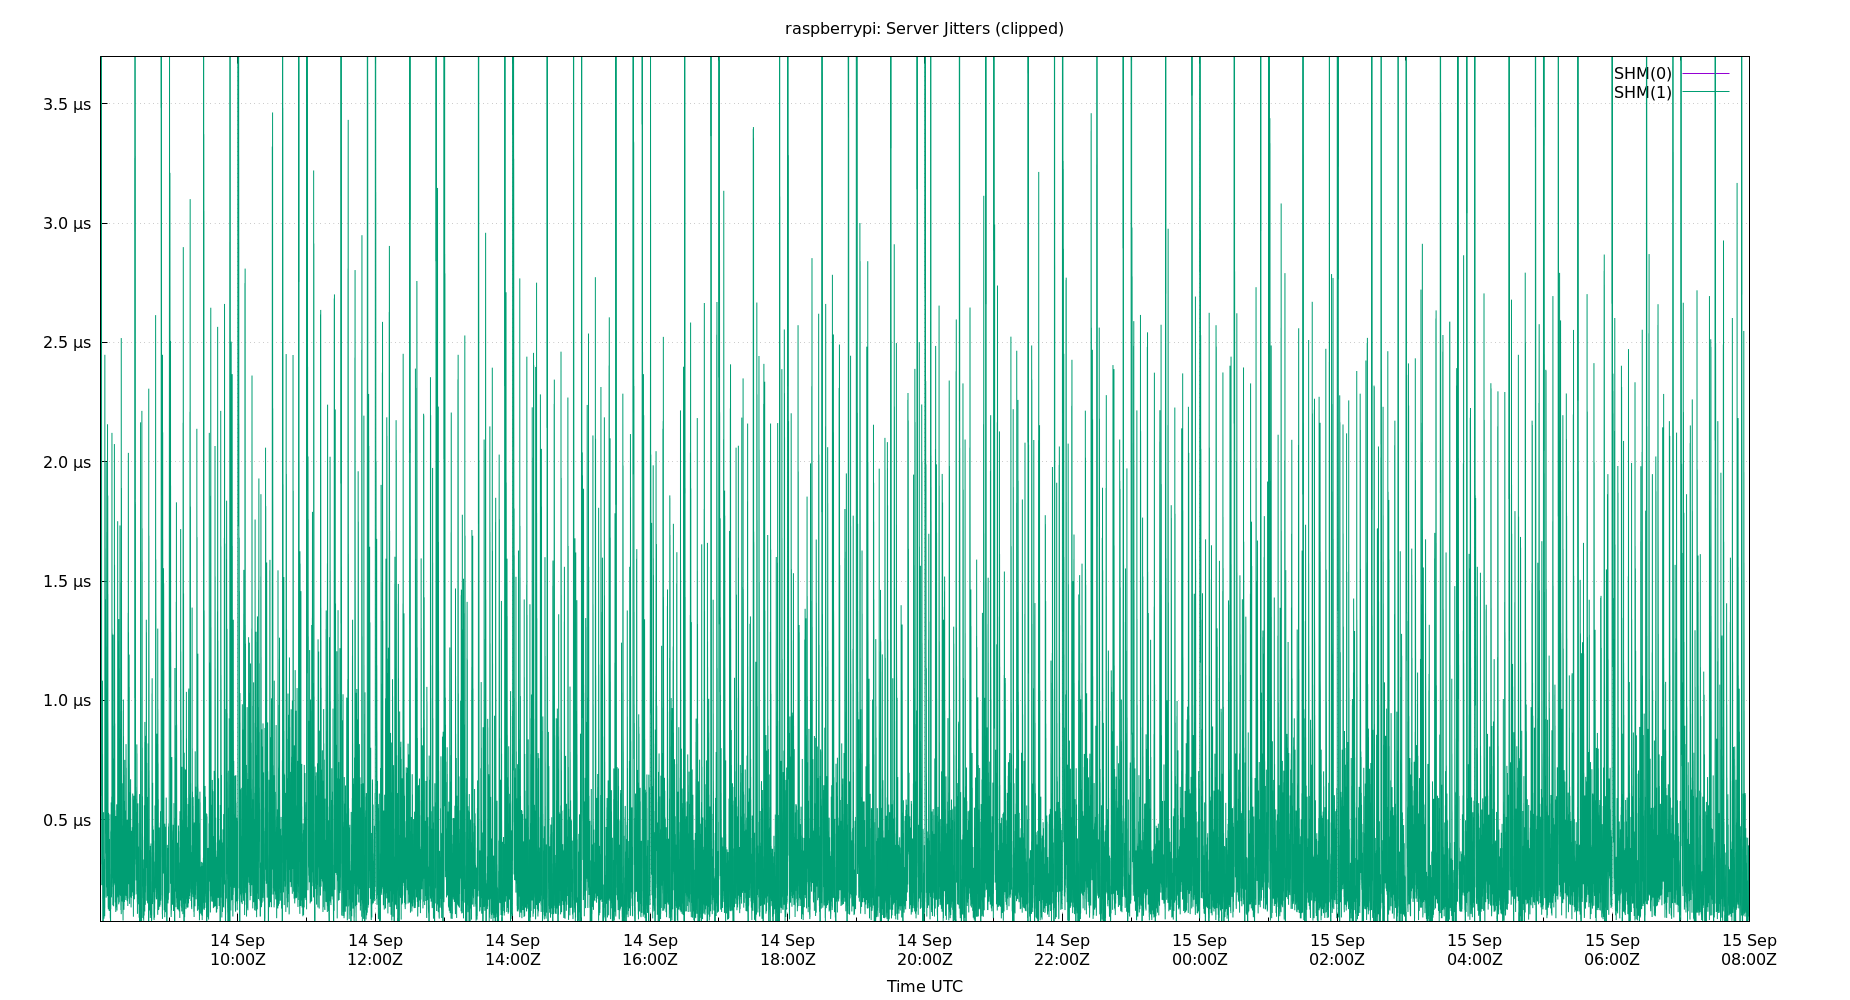 raspberrypi: Server Jitters (clipped)
SHM(0)
SHM(1)
3.5 µs
3.0 µs
2.5 µs
2.0 µs
1.5 µs
1.0 µs
0.5 µs
14 Sep 14 Sep 14 Sep 14 Sep 14 Sep 14 Sep 14 Sep 15 Sep 15 Sep 15 Sep 15 Sep 15 Sep
10:00Z 12:00Z 14:00Z 16:00Z 18:00Z 20:00Z 22:00Z 00:00Z 02:00Z 04:00Z 06:00Z 08:00Z
Time UTC